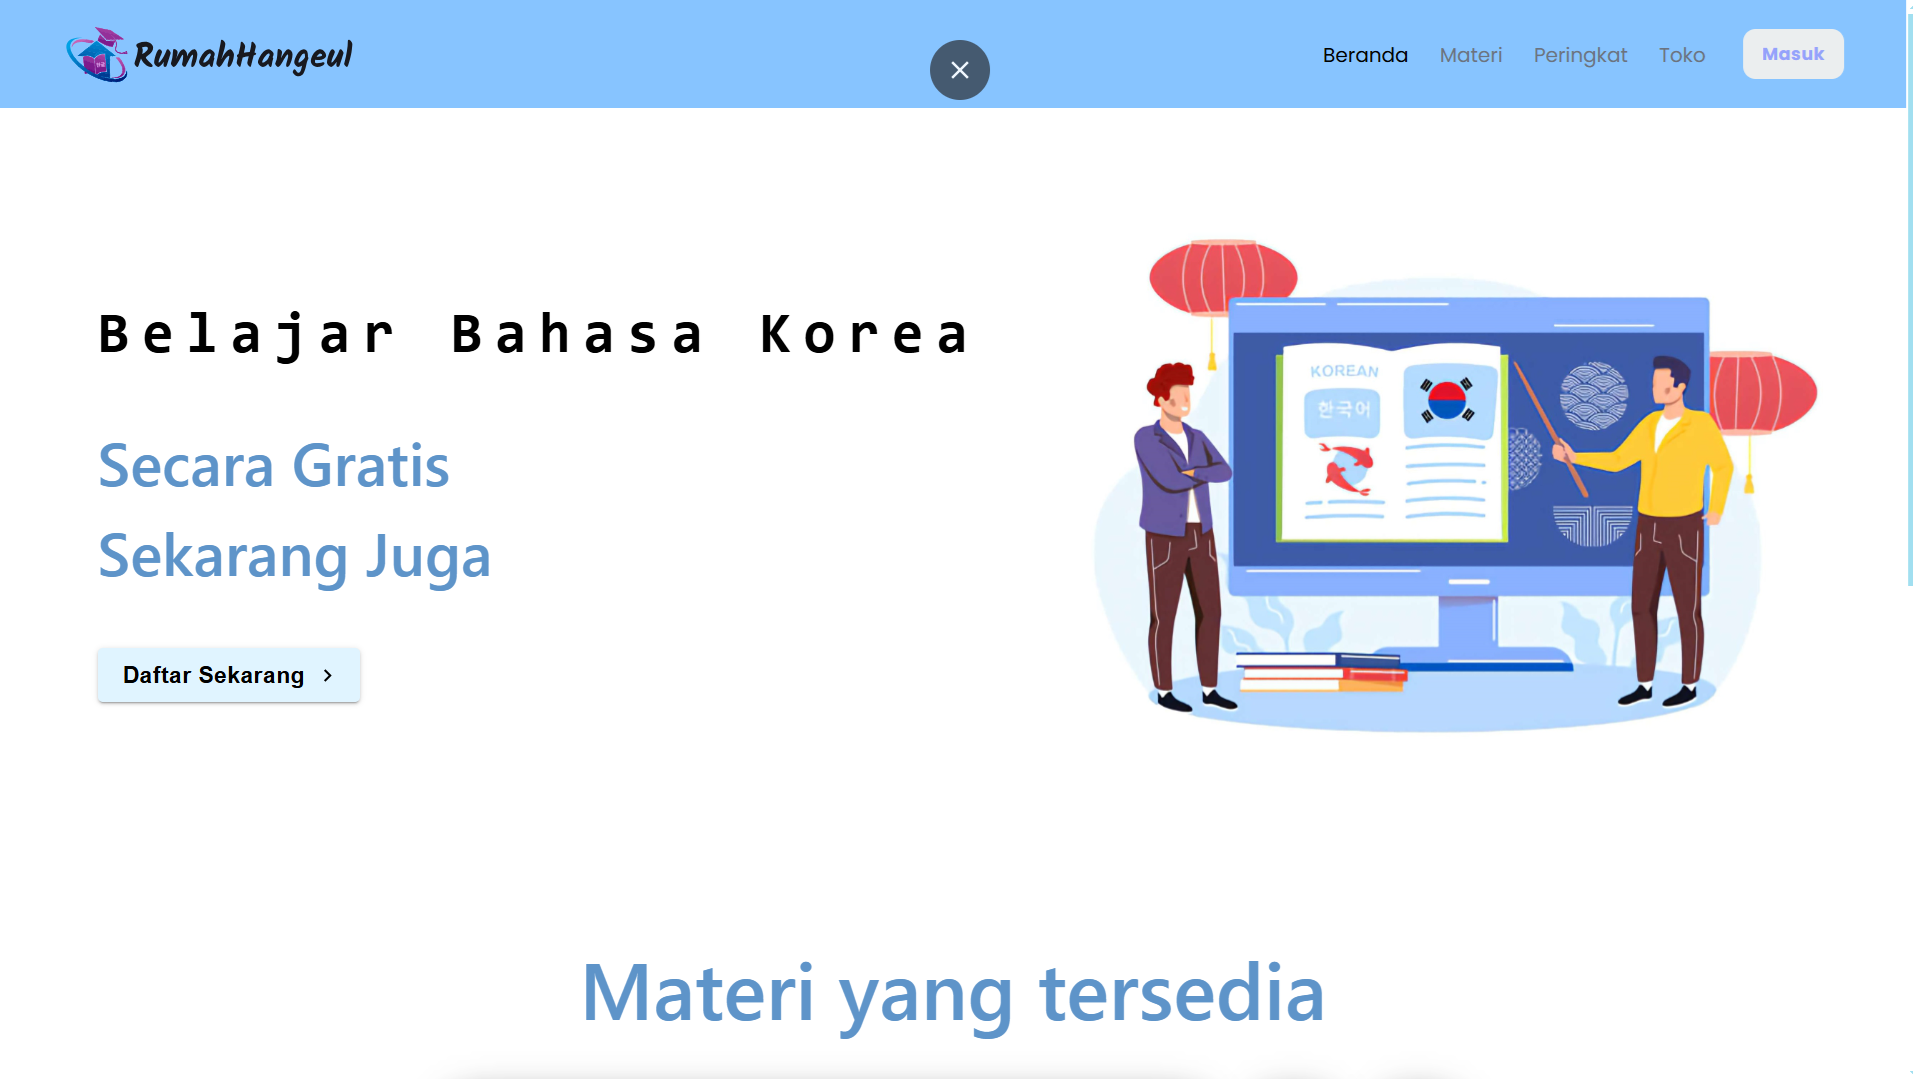 RumahHangeul
Beranda Materi Peringkat Toko Masuk
Belajar Bahasa Korea
Secara Gratis
Sekarang Juga
Daftar Sekarang
KOREAN
한국어
Materi yang tersedia